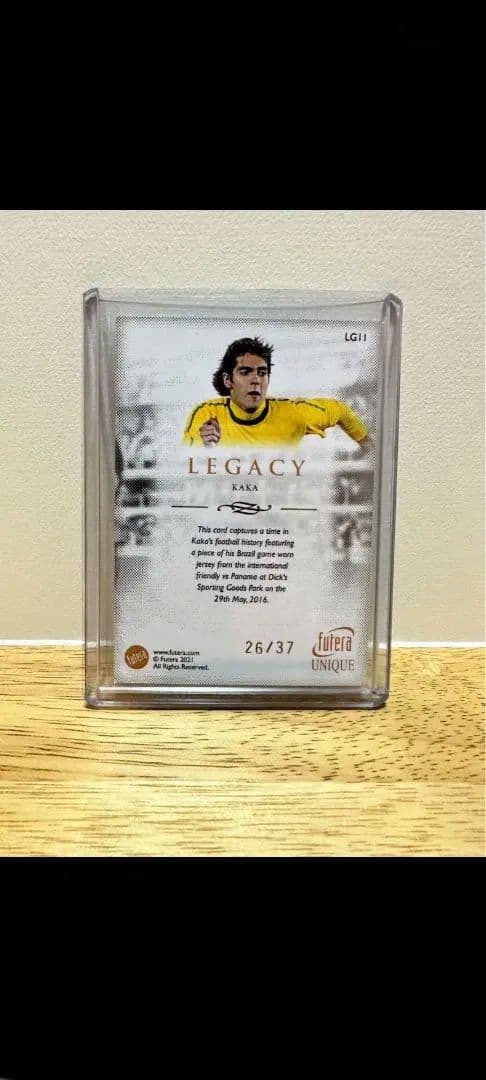 LG11
LEGACY
KAKA
This card captures a time in
Kaka's football history featuring
a piece of his Brazil game worn
jersey from the international
friendly vs Panama at Dick's
Sporting Goods Park on the
29th May, 2016.
futera
www.futera.com
© Futera 2021
All Rights Reserved.
26/37
futera
UNIQUE